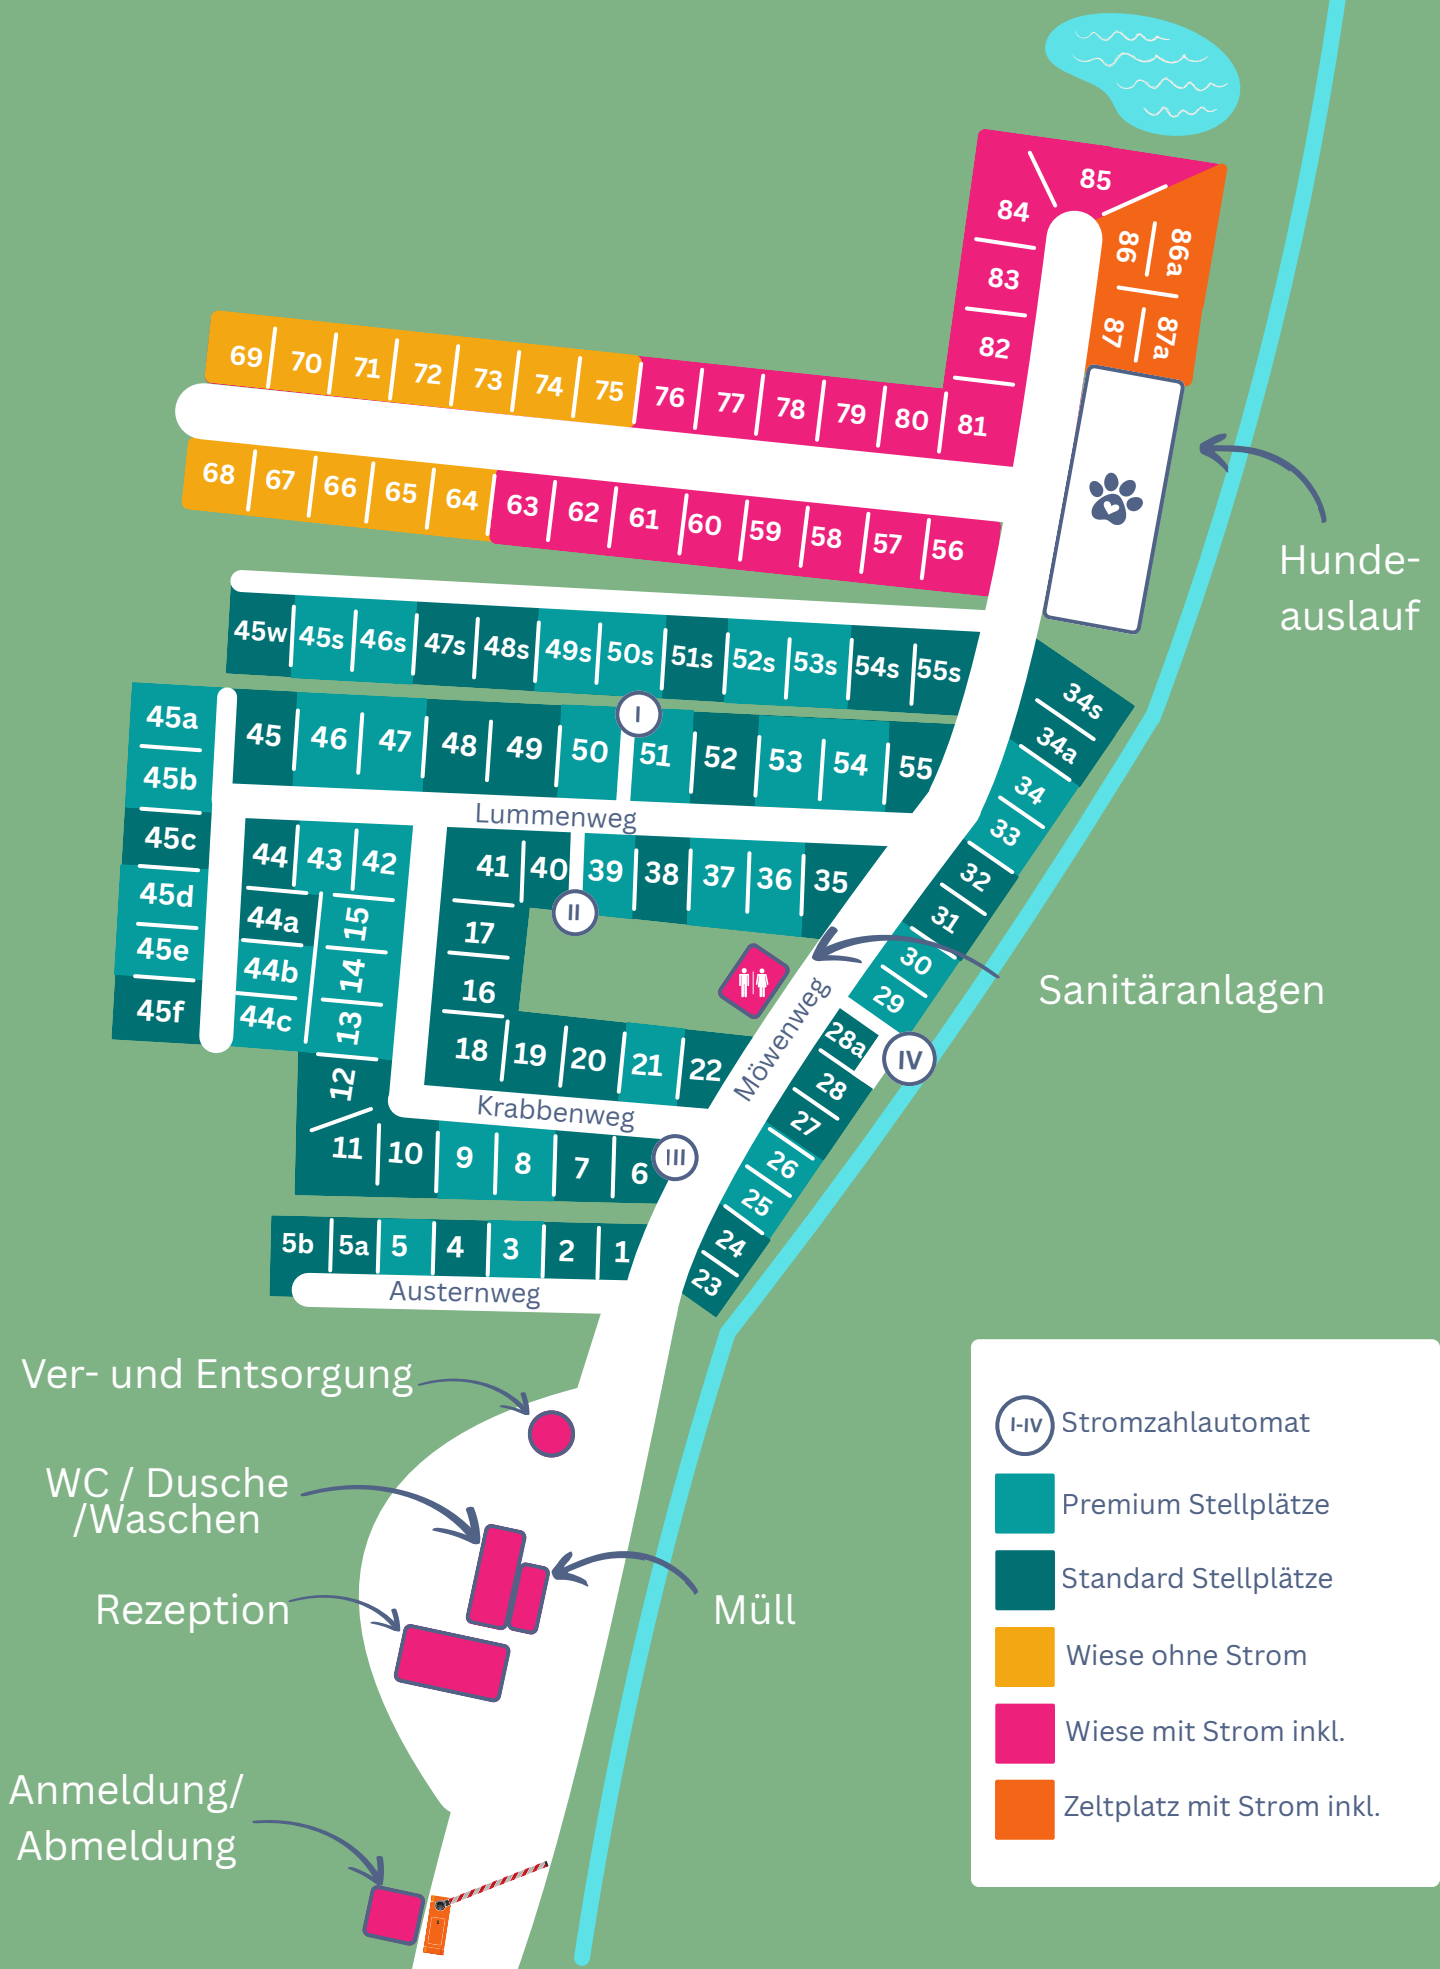 85
84
86
86a
83
87
87a
82
69 70 71 72 73 74 75 76 77 78 79 80 81
68 67 66 65 64 63 62 61 60 59 58 57 56
Hunde-
auslauf
45w 45s 46s 47s 48s 49s 50s 51s 52s 53s 54s 55s
34s
34a
34
33
32
31
30
29
I
45a
45b
45c
45d
45e
45f
45 46 47 48 49 50 51 52 53 54 55
Lummenweg
44 43 42
41 40 39 38 37 36 35
44a
44b
44c
15
14
13
12
17
16
II
Sanitäranlagen
18 19 20 21 22
Möwenweg
IV
28a
28
27
26
25
24
23
Krabbenweg
11 10 9 8 7 6
III
5b 5a 5 4 3 2 1
Austernweg
Ver- und Entsorgung
WC / Dusche
/Waschen
Rezeption
Müll
Anmeldung/
Abmeldung
I-IV Stromzahlautomat
Premium Stellplätze
Standard Stellplätze
Wiese ohne Strom
Wiese mit Strom inkl.
Zeltplatz mit Strom inkl.